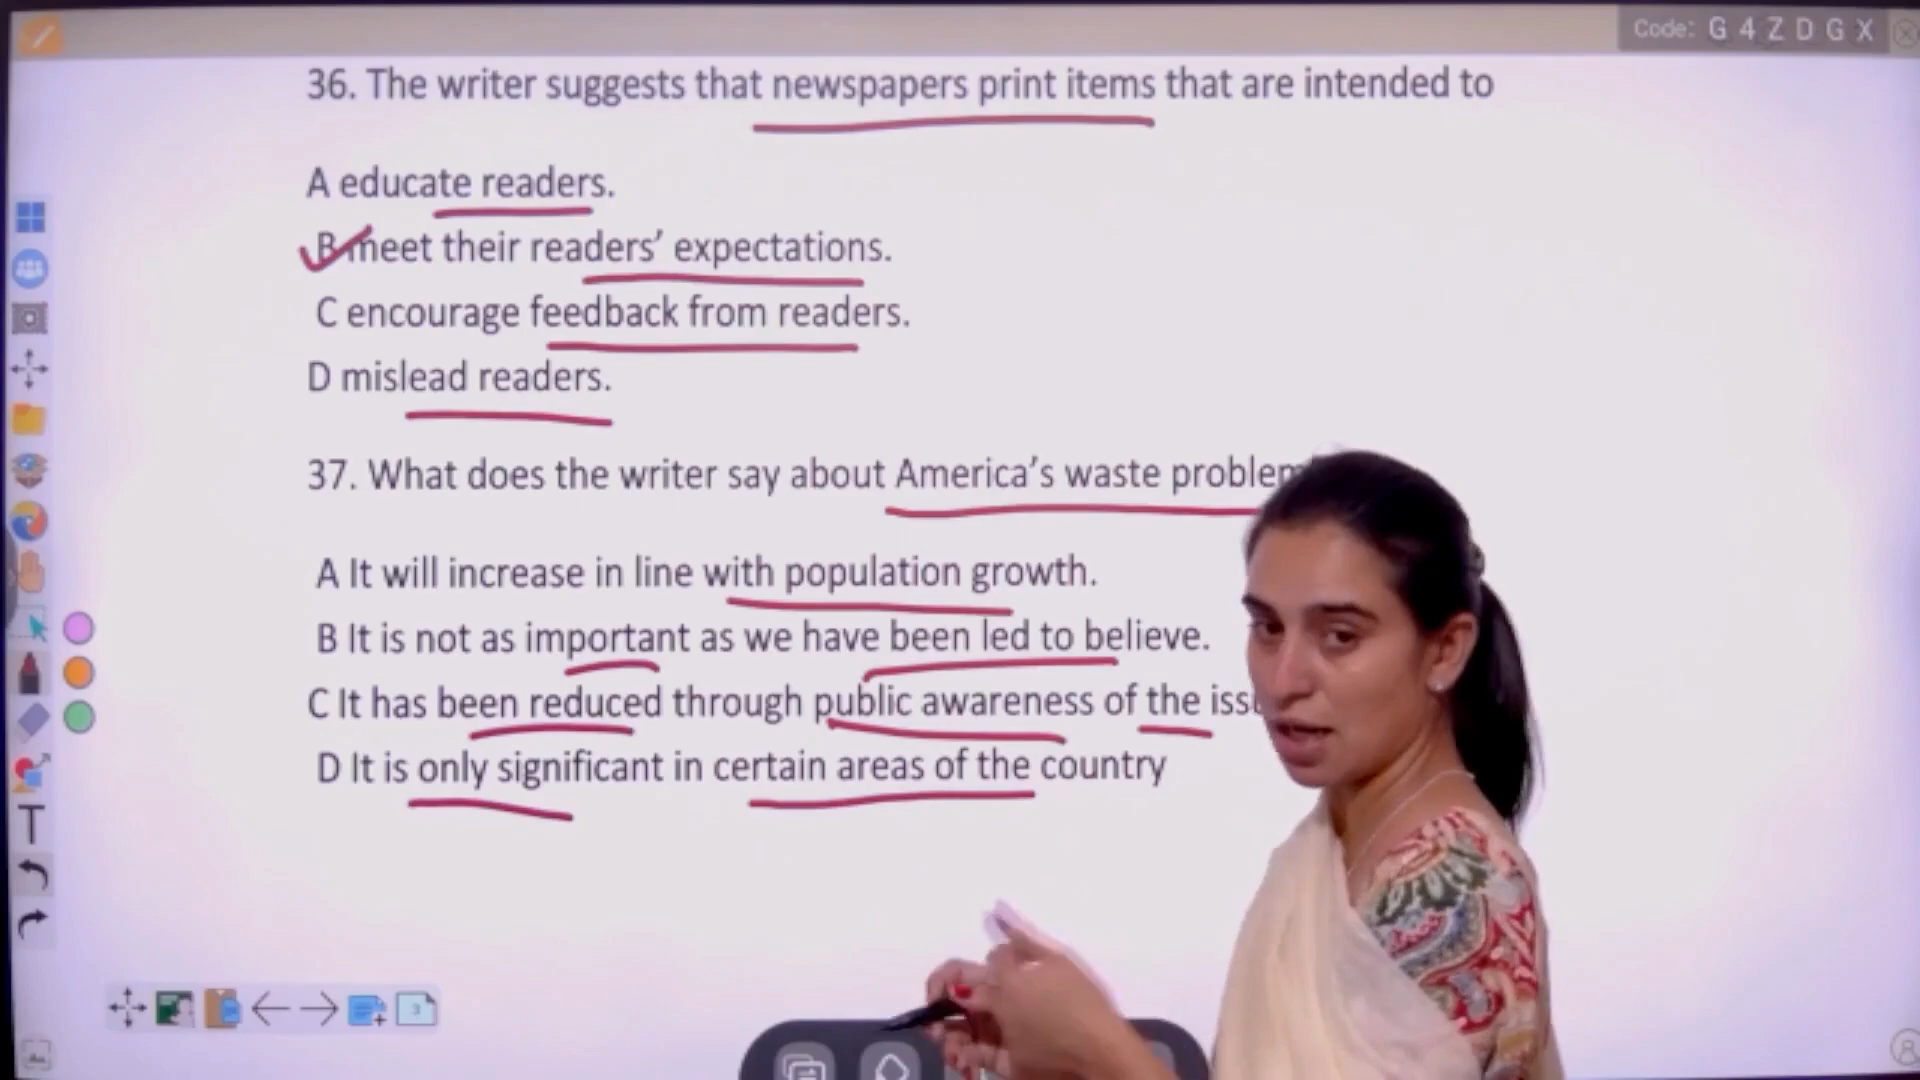 Code: G 4 Z D G X
36. The writer suggests that newspapers print items that are intended to
A educate readers.
B meet their readers’ expectations.
C encourage feedback from readers.
D mislead readers.
37. What does the writer say about America’s waste
A It will increase in line with population growth.
B It is not as important as we have been led to believe.
C It has been reduced through public awareness of the
D It is only significant in certain areas of the country
T
3